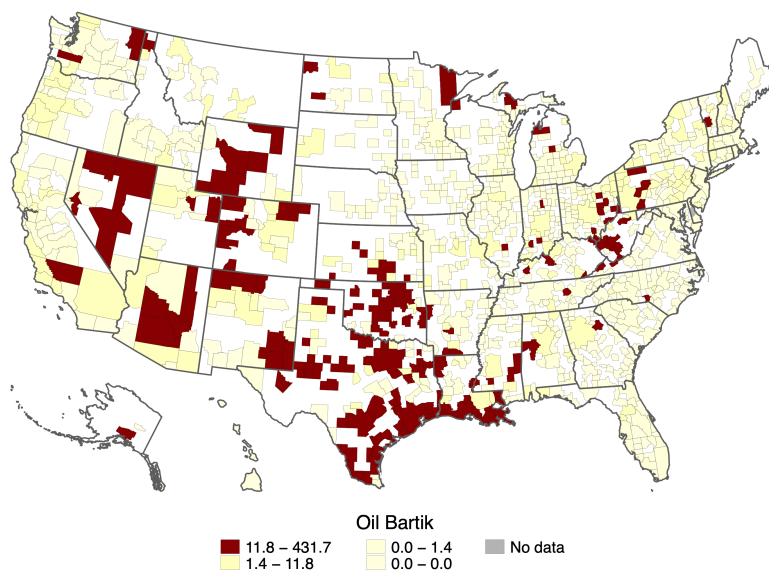 Oil Bartik
11.8 – 431.7
0.0 – 1.4
No data
1.4 – 11.8
0.0 – 0.0